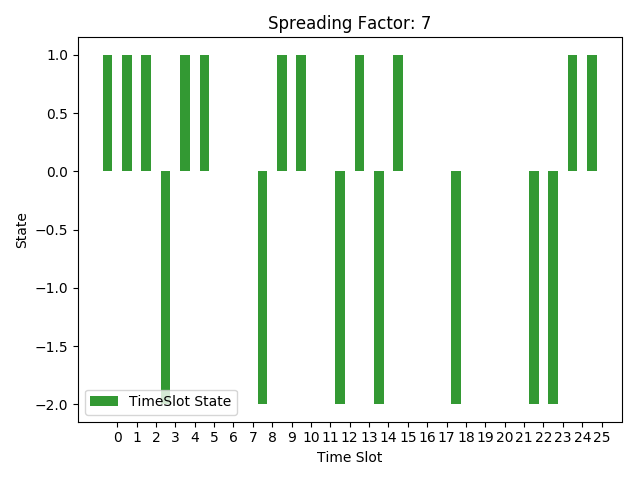 Spreading Factor: 7
1.0
0.5
0.0
−0.5
−1.0
−1.5
−2.0
State
TimeSlot State
0 1 2 3 4 5 6 7 8 9 10 11 12 13 14 15 16 17 18 19 20 21 22 23 24 25
Time Slot